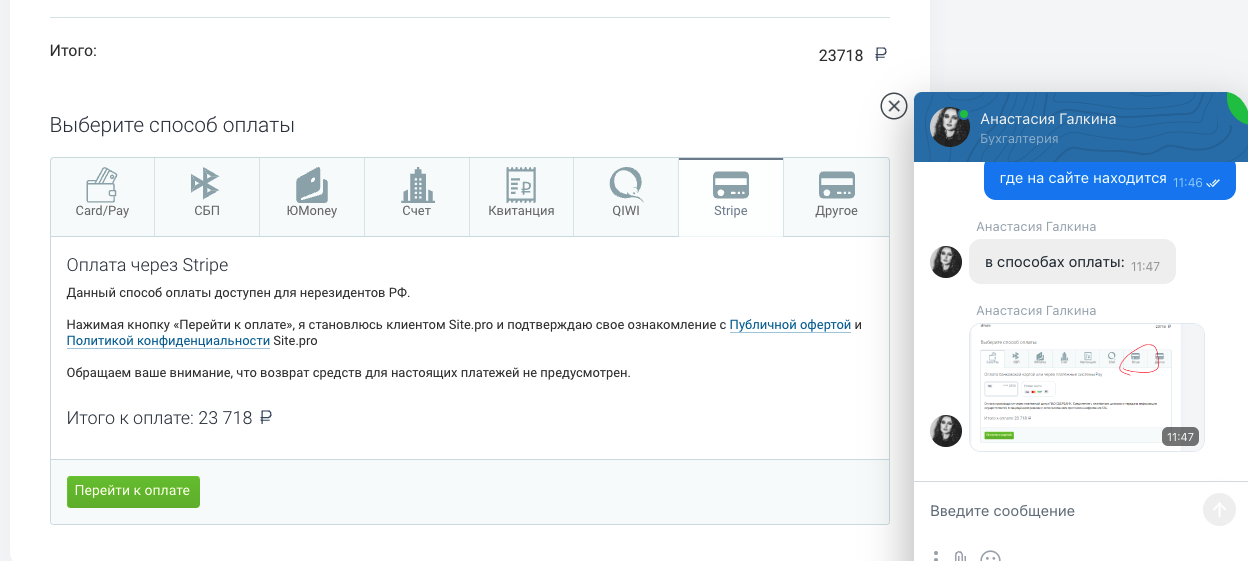 Итого:
23718 ₽
Выберите способ оплаты
Card/Pay
СБП
ЮMoney
Счет
Квитанция
QIWI
Stripe
Другое
Оплата через Stripe
Данный способ оплаты доступен для нерезидентов РФ.
Нажимая кнопку «Перейти к оплате», я становлюсь клиентом Site.pro и подтверждаю свое ознакомление с Публичной офертой и
Политикой конфиденциальности Site.pro
Обращаем ваше внимание, что возврат средств для настоящих платежей не предусмотрен.
Итого к оплате: 23 718 ₽
Перейти к оплате
Анастасия Галкина
Бухгалтерия
где на сайте находится 11:46
Анастасия Галкина
в способах оплаты: 11:47
Анастасия Галкина
Выберите способ оплаты
11:47
Введите сообщение